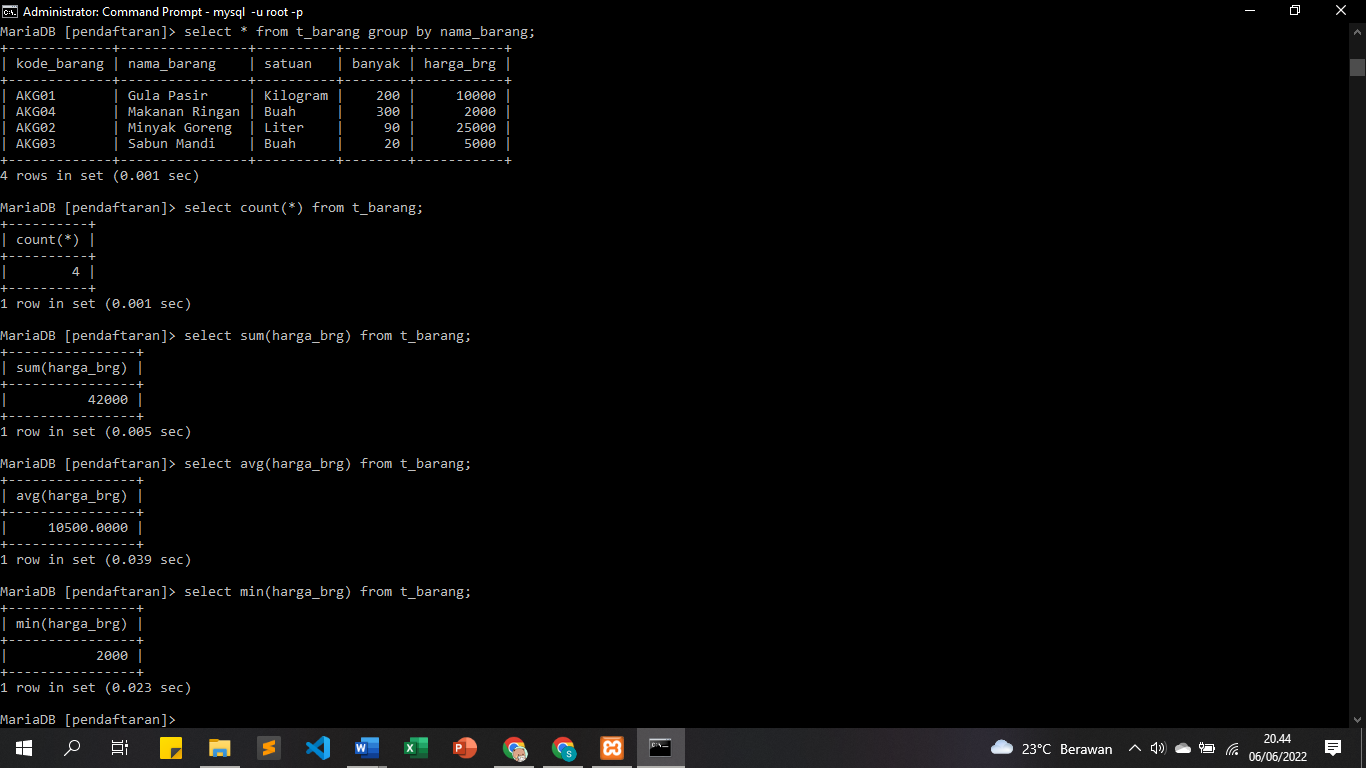 Administrator: Command Prompt - mysql  -u root -p
MariaDB [pendaftaran]> select * from t_barang group by nama_barang;
+-------------+----------------+----------+--------+-----------+
| kode_barang | nama_barang    | satuan   | banyak | harga_brg |
+-------------+----------------+----------+--------+-----------+
| AKG01       | Gula Pasir     | Kilogram |    200 |     10000 |
| AKG04       | Makanan Ringan | Buah     |    300 |      2000 |
| AKG02       | Minyak Goreng  | Liter    |     90 |     25000 |
| AKG03       | Sabun Mandi    | Buah     |     20 |      5000 |
+-------------+----------------+----------+--------+-----------+
4 rows in set (0.001 sec)
MariaDB [pendaftaran]> select count(*) from t_barang;
+----------+
| count(*) |
+----------+
|        4 |
+----------+
1 row in set (0.001 sec)
MariaDB [pendaftaran]> select sum(harga_brg) from t_barang;
+----------------+
| sum(harga_brg) |
+----------------+
|          42000 |
+----------------+
1 row in set (0.005 sec)
MariaDB [pendaftaran]> select avg(harga_brg) from t_barang;
+----------------+
| avg(harga_brg) |
+----------------+
|     10500.0000 |
+----------------+
1 row in set (0.039 sec)
MariaDB [pendaftaran]> select min(harga_brg) from t_barang;
+----------------+
| min(harga_brg) |
+----------------+
|           2000 |
+----------------+
1 row in set (0.023 sec)
MariaDB [pendaftaran]>
23°C Berawan
20.44
06/06/2022